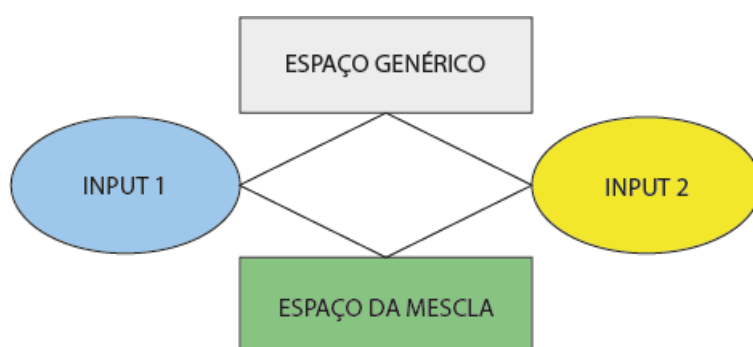 ESPAÇO GENÉRICO
INPUT 1
INPUT 2
ESPAÇO DA MESCLA